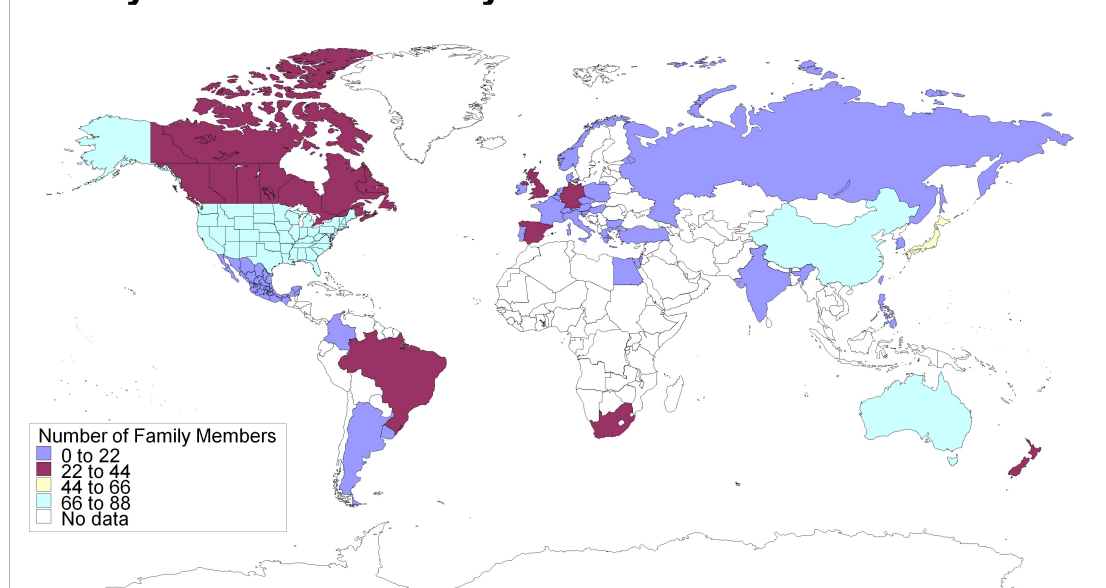 Number of Family Members
0 to 22
22 to 44
44 to 66
66 to 88
No data